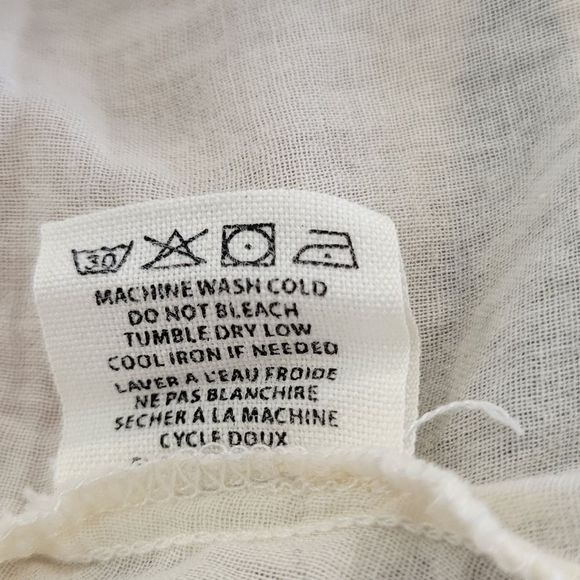 30
MACHINE WASH COLD
DO NOT BLEACH
TUMBLE DRY LOW
COOL IRON IF NEEDED
LAVER A L'EAU FROIDE
NE PAS BLANCHIRE
SECHER À LA MACHINE
CYCLE DOUX